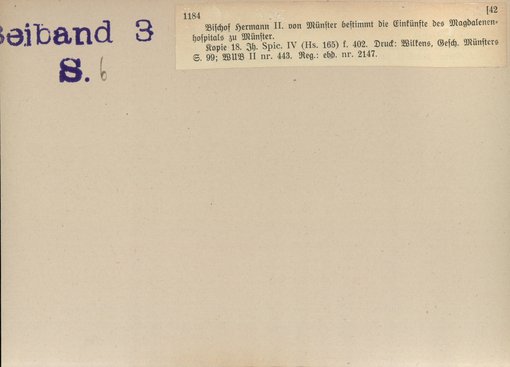 Beiband 3
S. 6
1184 [42
Bischof Hermann II. von Münster bestimmt die Einkünfte des Magdalenen-
hospitals zu Münster.
Kopie 18. Jh. Spic. IV (Hs. 165) f. 402. Druck: Wilkens, Gesch. Münsters
S. 99; WUB II nr. 443. Reg.: ebd. nr. 2147.